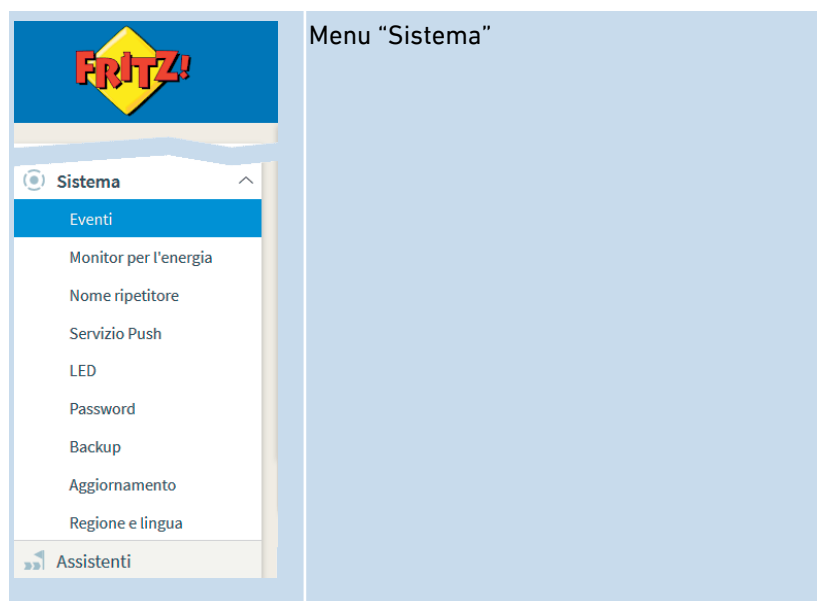 FRITZ!
Menu “Sistema”
Sistema
Eventi
Monitor per l'energia
Nome ripetitore
Servizio Push
LED
Password
Backup
Aggiornamento
Regione e lingua
Assistenti